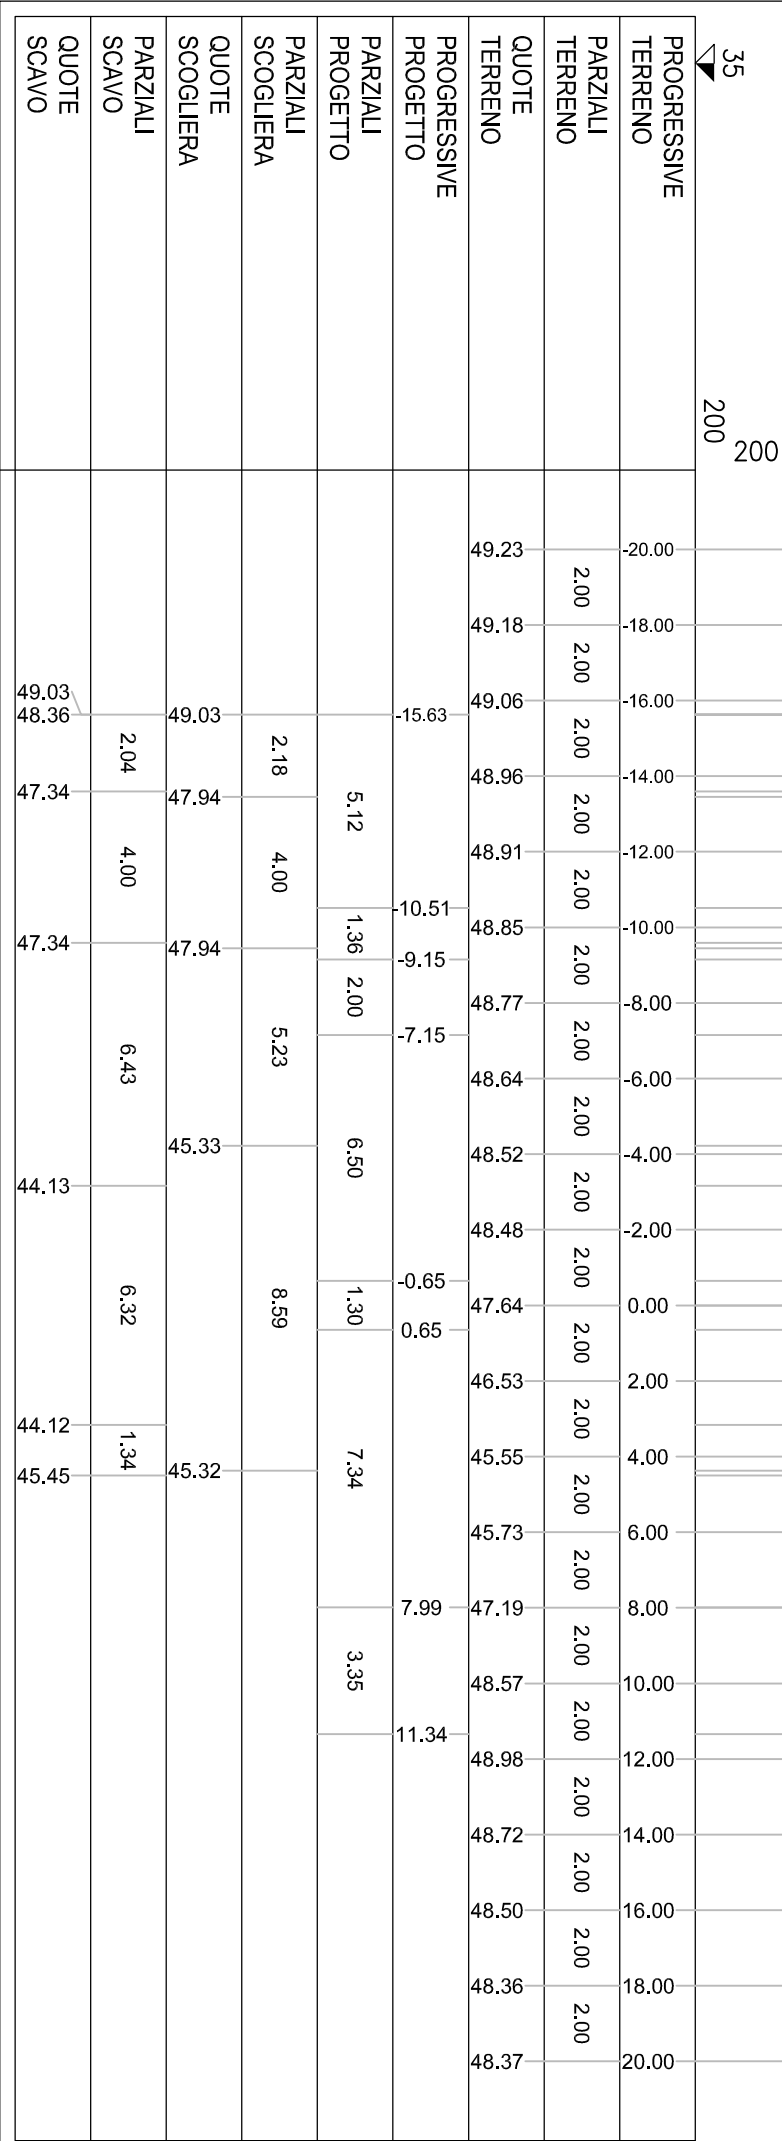 35
200
200
PROGRESSIVE
TERRENO
-20.00 -18.00 -16.00 -14.00 -12.00 -10.00 -8.00 -6.00 -4.00 -2.00 0.00 2.00 4.00 6.00 8.00 10.00 12.00 14.00 16.00 18.00 20.00
PARZIALI
TERRENO
2.00 2.00 2.00 2.00 2.00 2.00 2.00 2.00 2.00 2.00 2.00 2.00 2.00 2.00 2.00 2.00 2.00 2.00 2.00 2.00
QUOTE
TERRENO
49.23 49.18 49.06 48.96 48.91 48.85 48.77 48.64 48.52 48.48 47.64 46.53 45.55 45.73 47.19 48.57 48.98 48.72 48.50 48.36 48.37
PROGRESSIVE
PROGETTO
-15.63 -10.51 -9.15 -7.15 -0.65 0.65 7.99 11.34
PARZIALI
PROGETTO
5.12 1.36 2.00 6.50 1.30 7.34 3.35
PARZIALI
SCOGLIERA
2.18 4.00 5.23 8.59
QUOTE
SCOGLIERA
49.03 47.94 47.94 45.33 45.32
PARZIALI
SCAVO
2.04 4.00 6.43 6.32 1.34
QUOTE
SCAVO
49.03 48.36 47.34 47.34 44.13 44.12 45.45